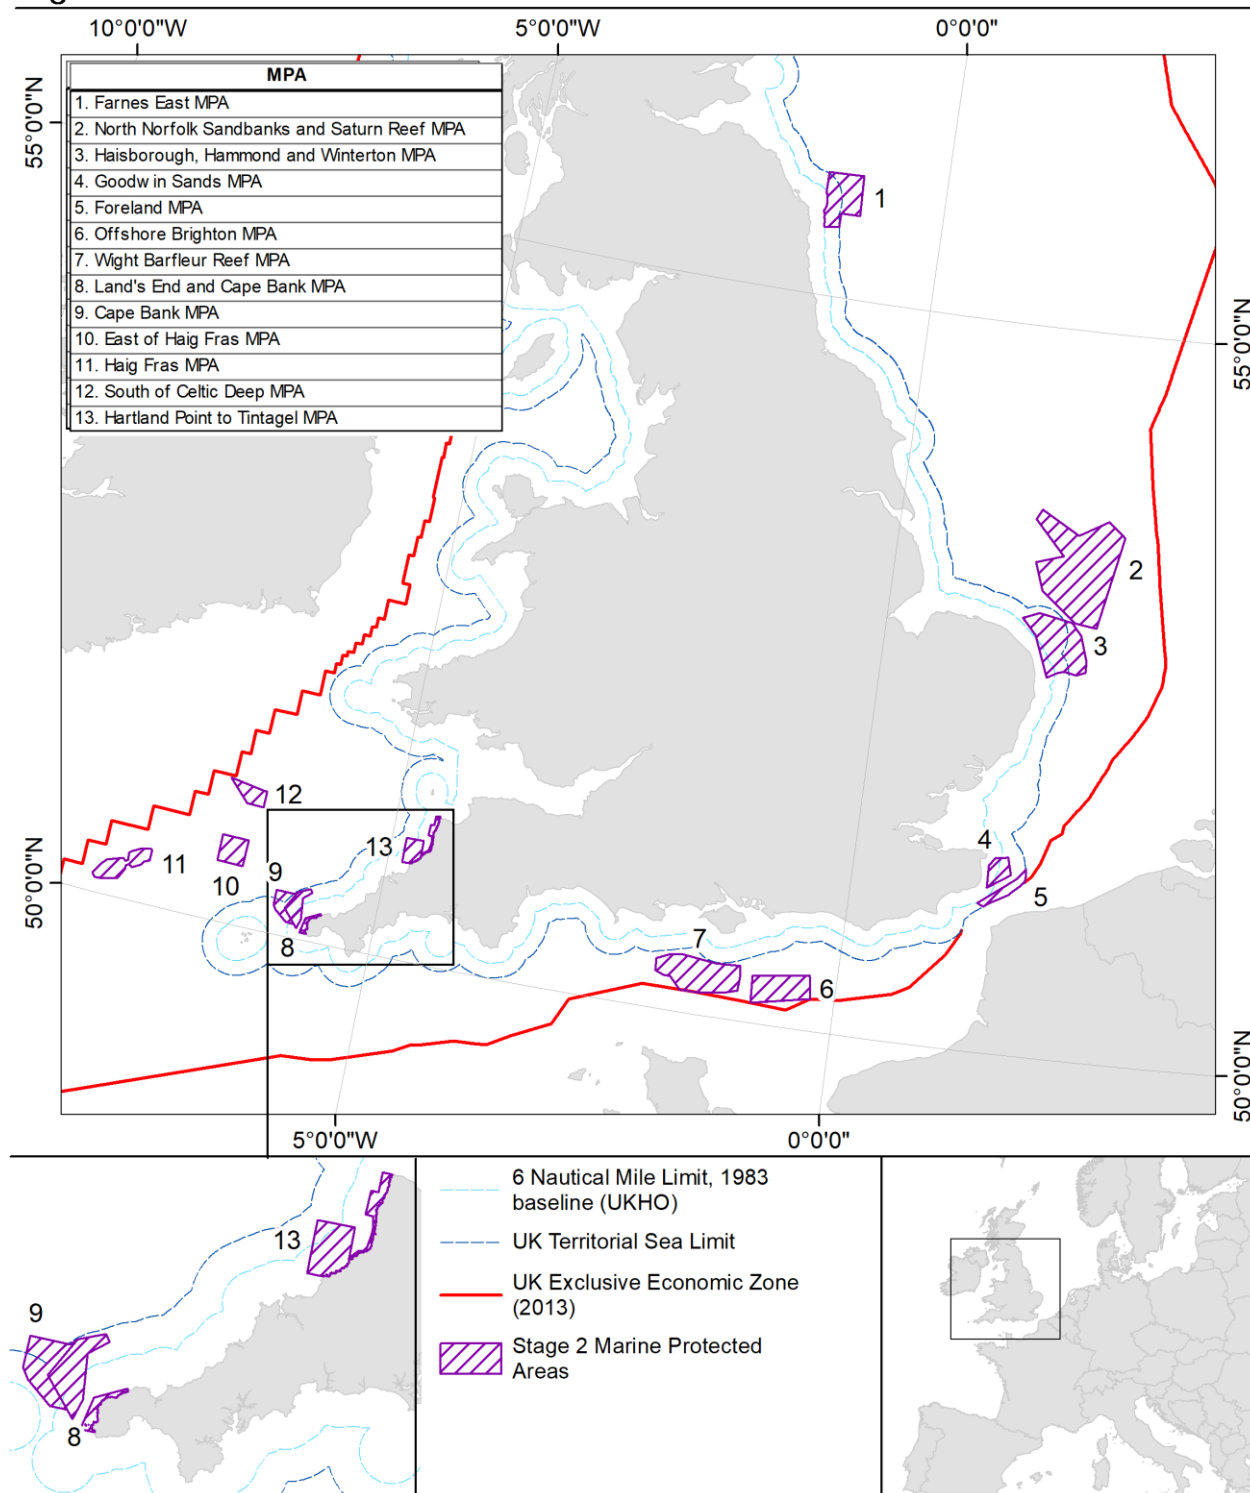 10°0'0"W
5°0'0"W
0°0'0"
55°0'0"N
MPA
1. Farnes East MPA
2. North Norfolk Sandbanks and Saturn Reef MPA
3. Haisborough, Hammond and Winterton MPA
4. Goodwin Sands MPA
5. Foreland MPA
6. Offshore Brighton MPA
7. Wight Barfleur Reef MPA
8. Land's End and Cape Bank MPA
9. Cape Bank MPA
10. East of Haig Fras MPA
11. Haig Fras MPA
12. South of Celtic Deep MPA
13. Hartland Point to Tintagel MPA
1
55°0'0"N
2
3
12
13
4
11
10
9
5
50°0'0"N
8
7
6
50°0'0"N
5°0'0"W
0°0'0"
13
9
8
6 Nautical Mile Limit, 1983
baseline (UKHO)
UK Territorial Sea Limit
UK Exclusive Economic Zone
(2013)
Stage 2 Marine Protected
Areas